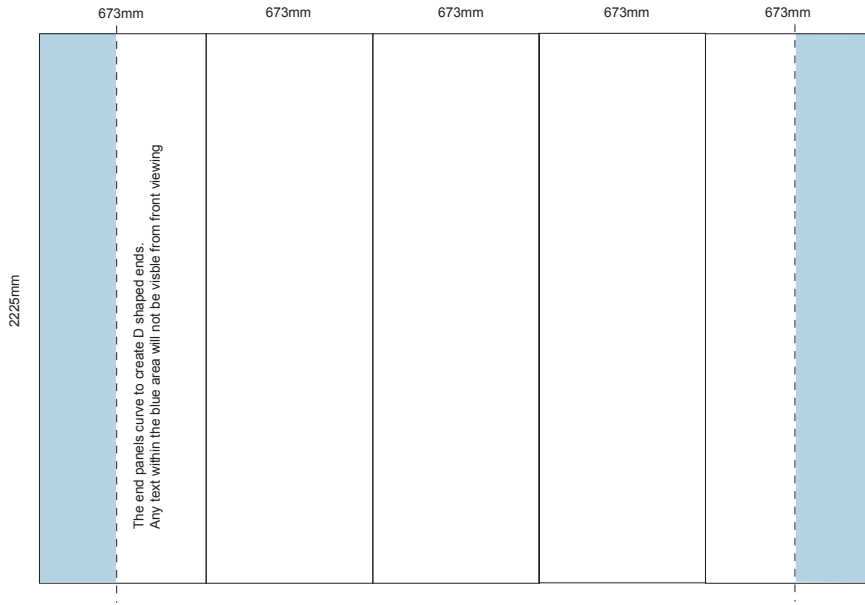 673mm 673mm 673mm 673mm 673mm
2225mm
The end panels curve to create D shaped ends.
Any text within the blue area will not be visble from front viewing